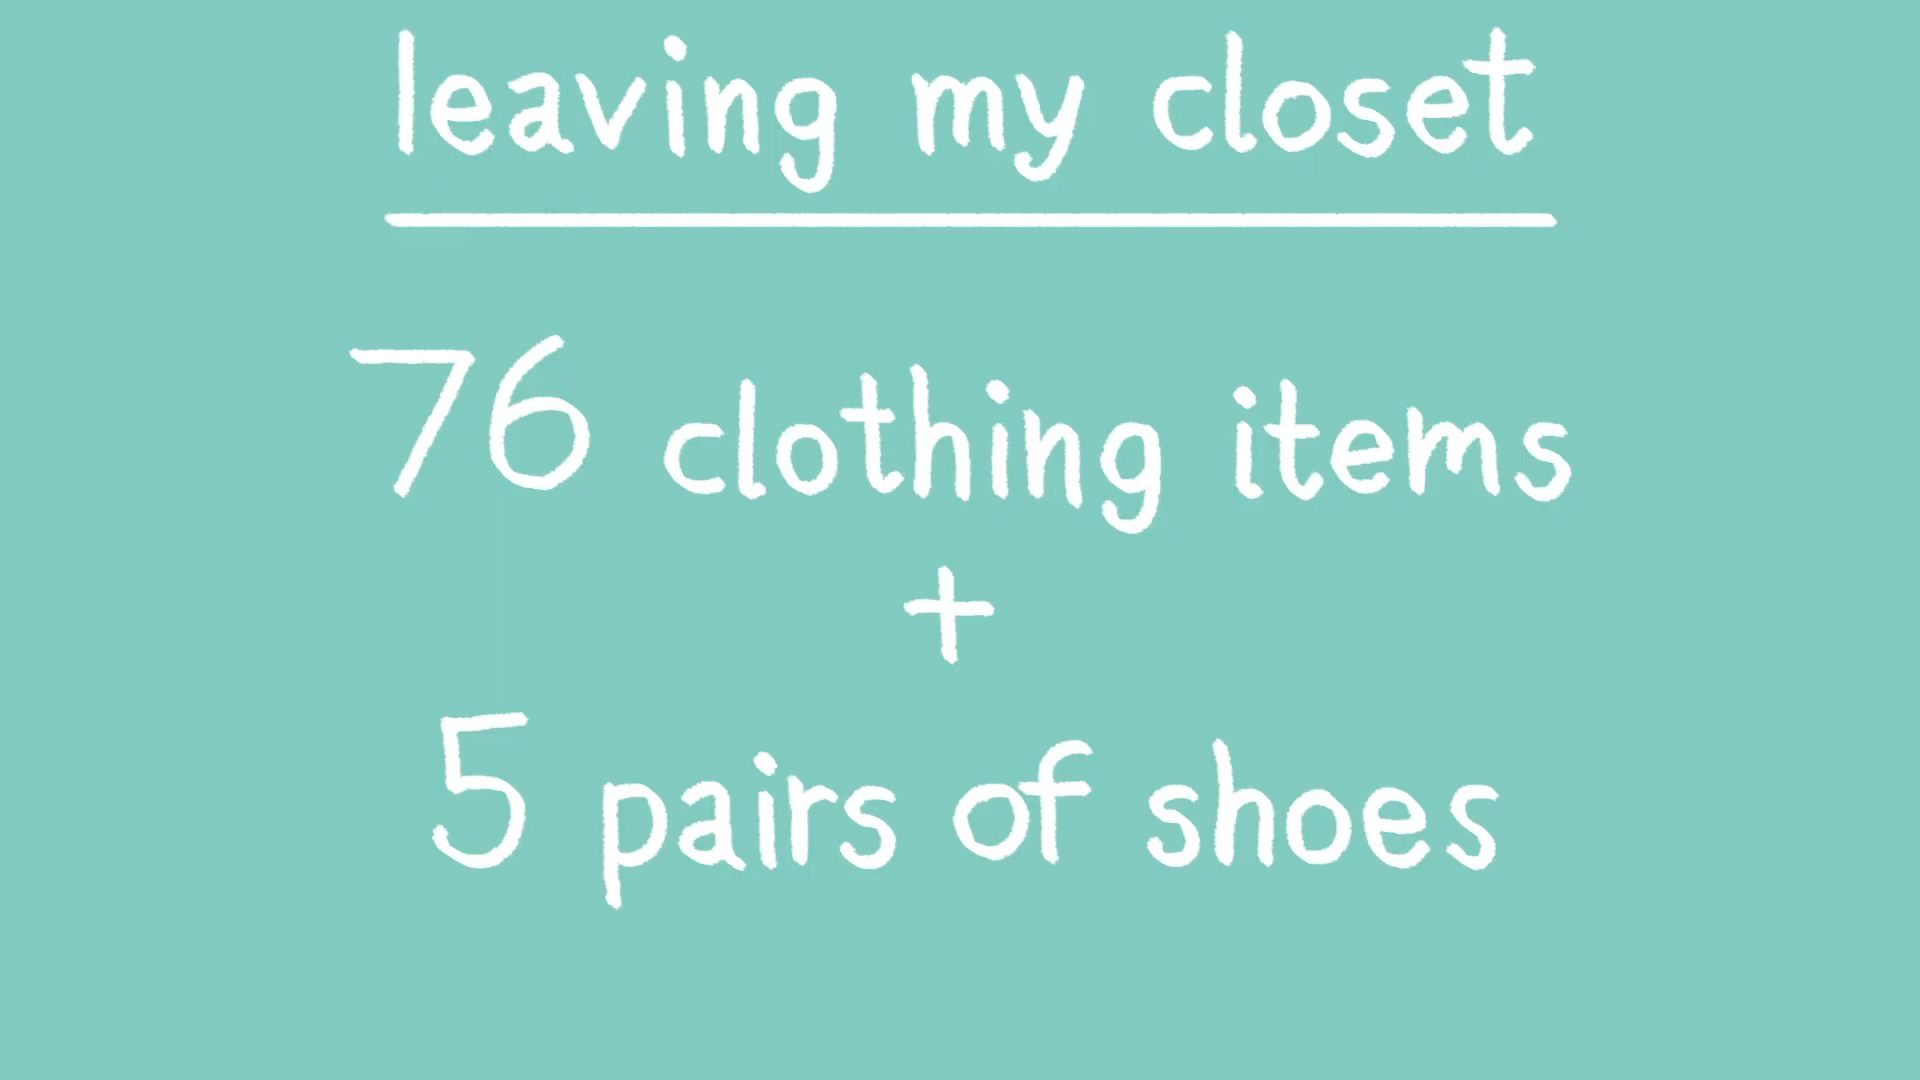 leaving my closet
76 clothing items
+
5 pairs of shoes